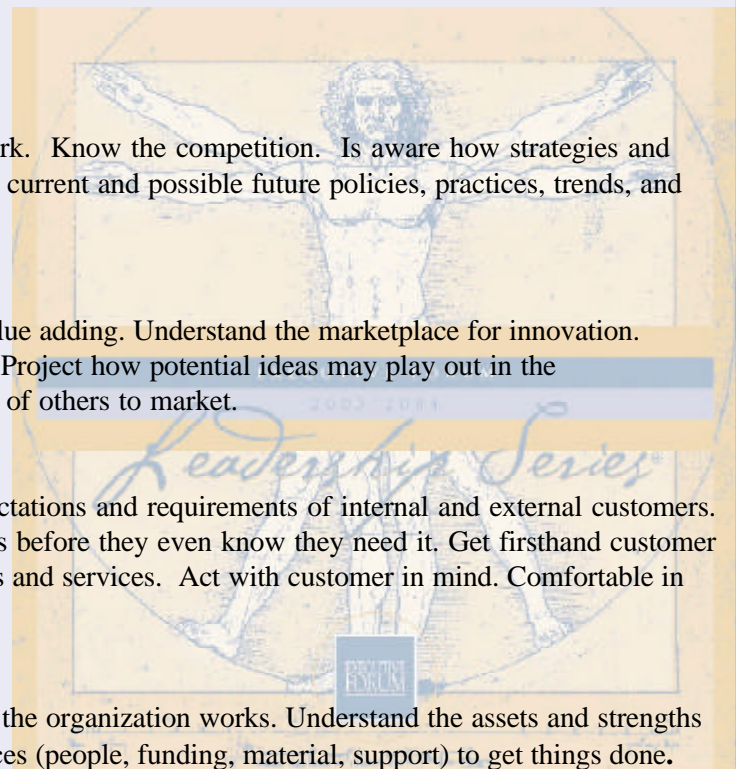 rk. Know the competition. Is aware how strategies and
current and possible future policies, practices, trends, and
lue adding. Understand the marketplace for innovation.
Project how potential ideas may play out in the
of others to market.
2003-2004
Leadership Series
ctations and requirements of internal and external customers.
s before they even know they need it. Get firsthand customer
s and services. Act with customer in mind. Comfortable in
EXECUTIVE
FORUM
the organization works. Understand the assets and strengths
ces (people, funding, material, support) to get things done.